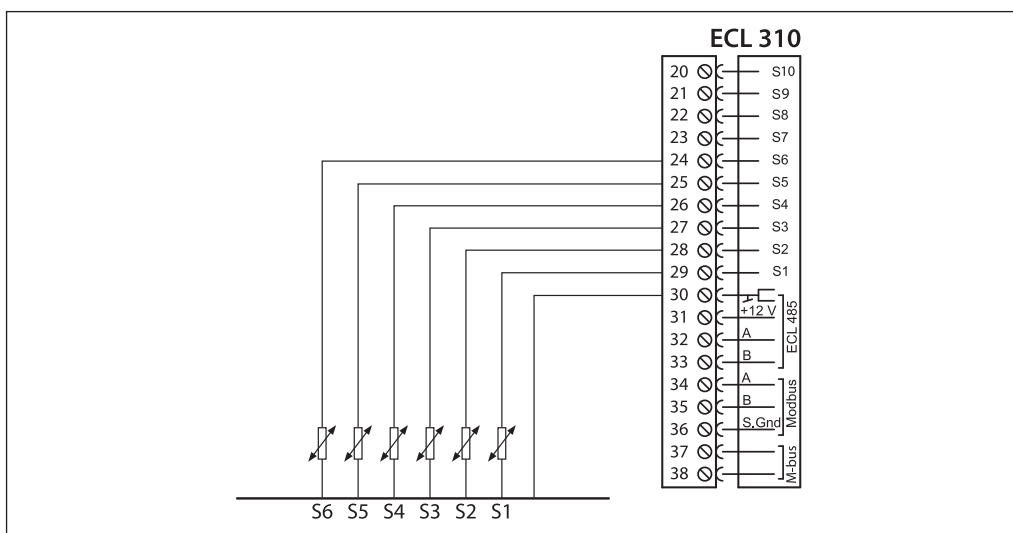 ECL 310
20 S10
21 S9
22 S8
23 S7
24 S6
25 S5
26 S4
27 S3
28 S2
29 S1
30
31 +12 V
32 A
33 B
ECL 485
34 A
35 B
36 S.Gnd
Modbus
37
38
M-bus
S6 S5 S4 S3 S2 S1